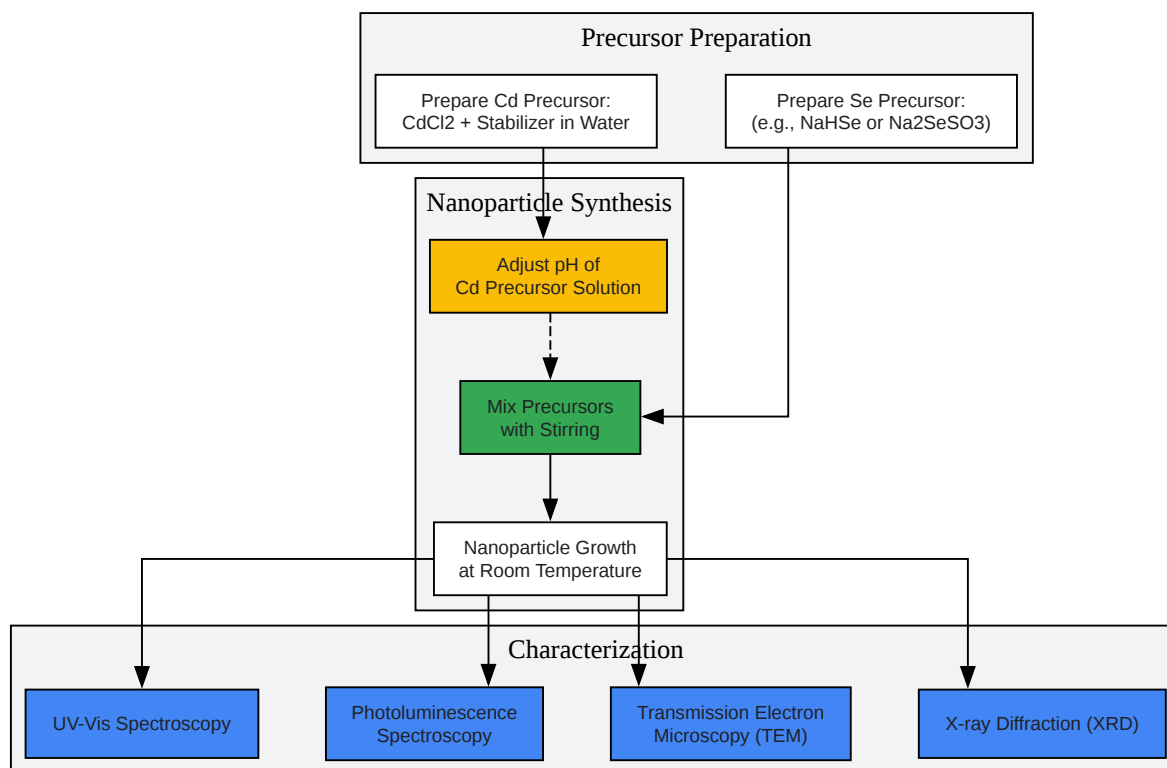 Precursor Preparation
Prepare Cd Precursor:
CdCl2 + Stabilizer in Water
Prepare Se Precursor:
(e.g., NaHSe or Na2SeSO3)
Nanoparticle Synthesis
Adjust pH of
Cd Precursor Solution
Mix Precursors
with Stirring
Nanoparticle Growth
at Room Temperature
Characterization
UV-Vis Spectroscopy
Photoluminescence
Spectroscopy
Transmission Electron
Microscopy (TEM)
X-ray Diffraction (XRD)